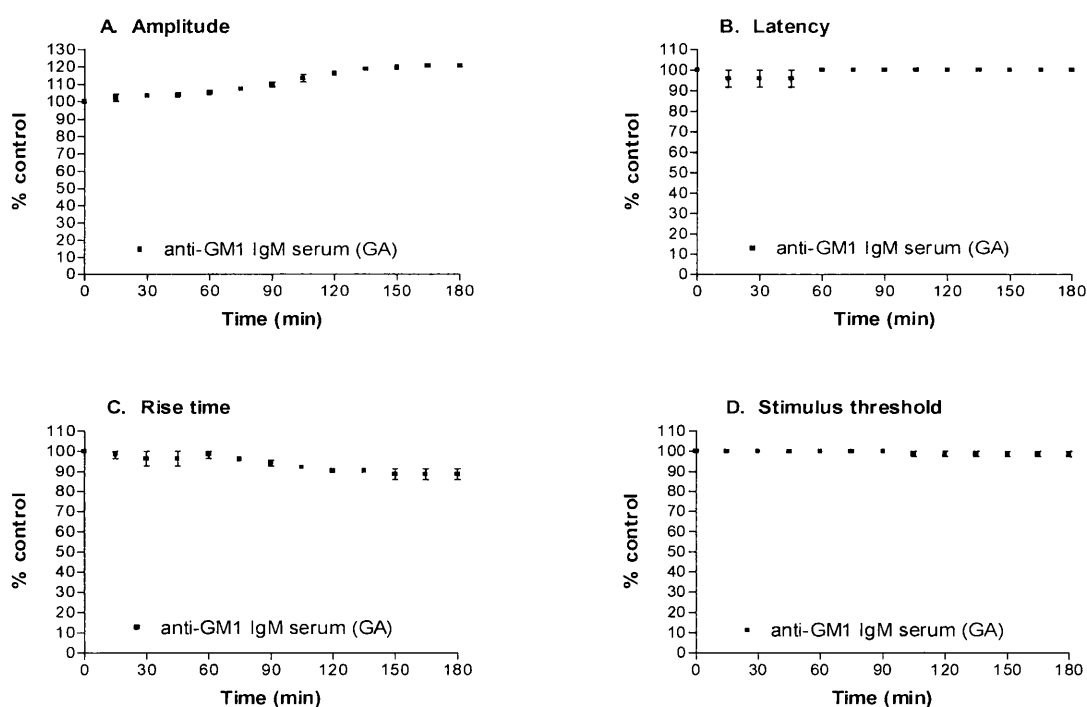 A. Amplitude
130
120
110
100
90
80
70
60
50
40
30
20
10
0
% control
anti-GM1 IgM serum (GA)
0 30 60 90 120 150 180
Time (min)
B. Latency
110
100
90
80
70
60
50
40
30
20
10
0
% control
anti-GM1 IgM serum (GA)
0 30 60 90 120 150 180
Time (min)
C. Rise time
110
100
90
80
70
60
50
40
30
20
10
0
% control
anti-GM1 IgM serum (GA)
0 30 60 90 120 150 180
Time (min)
D. Stimulus threshold
110
100
90
80
70
60
50
40
30
20
10
0
% control
anti-GM1 IgM serum (GA)
0 30 60 90 120 150 180
Time (min)